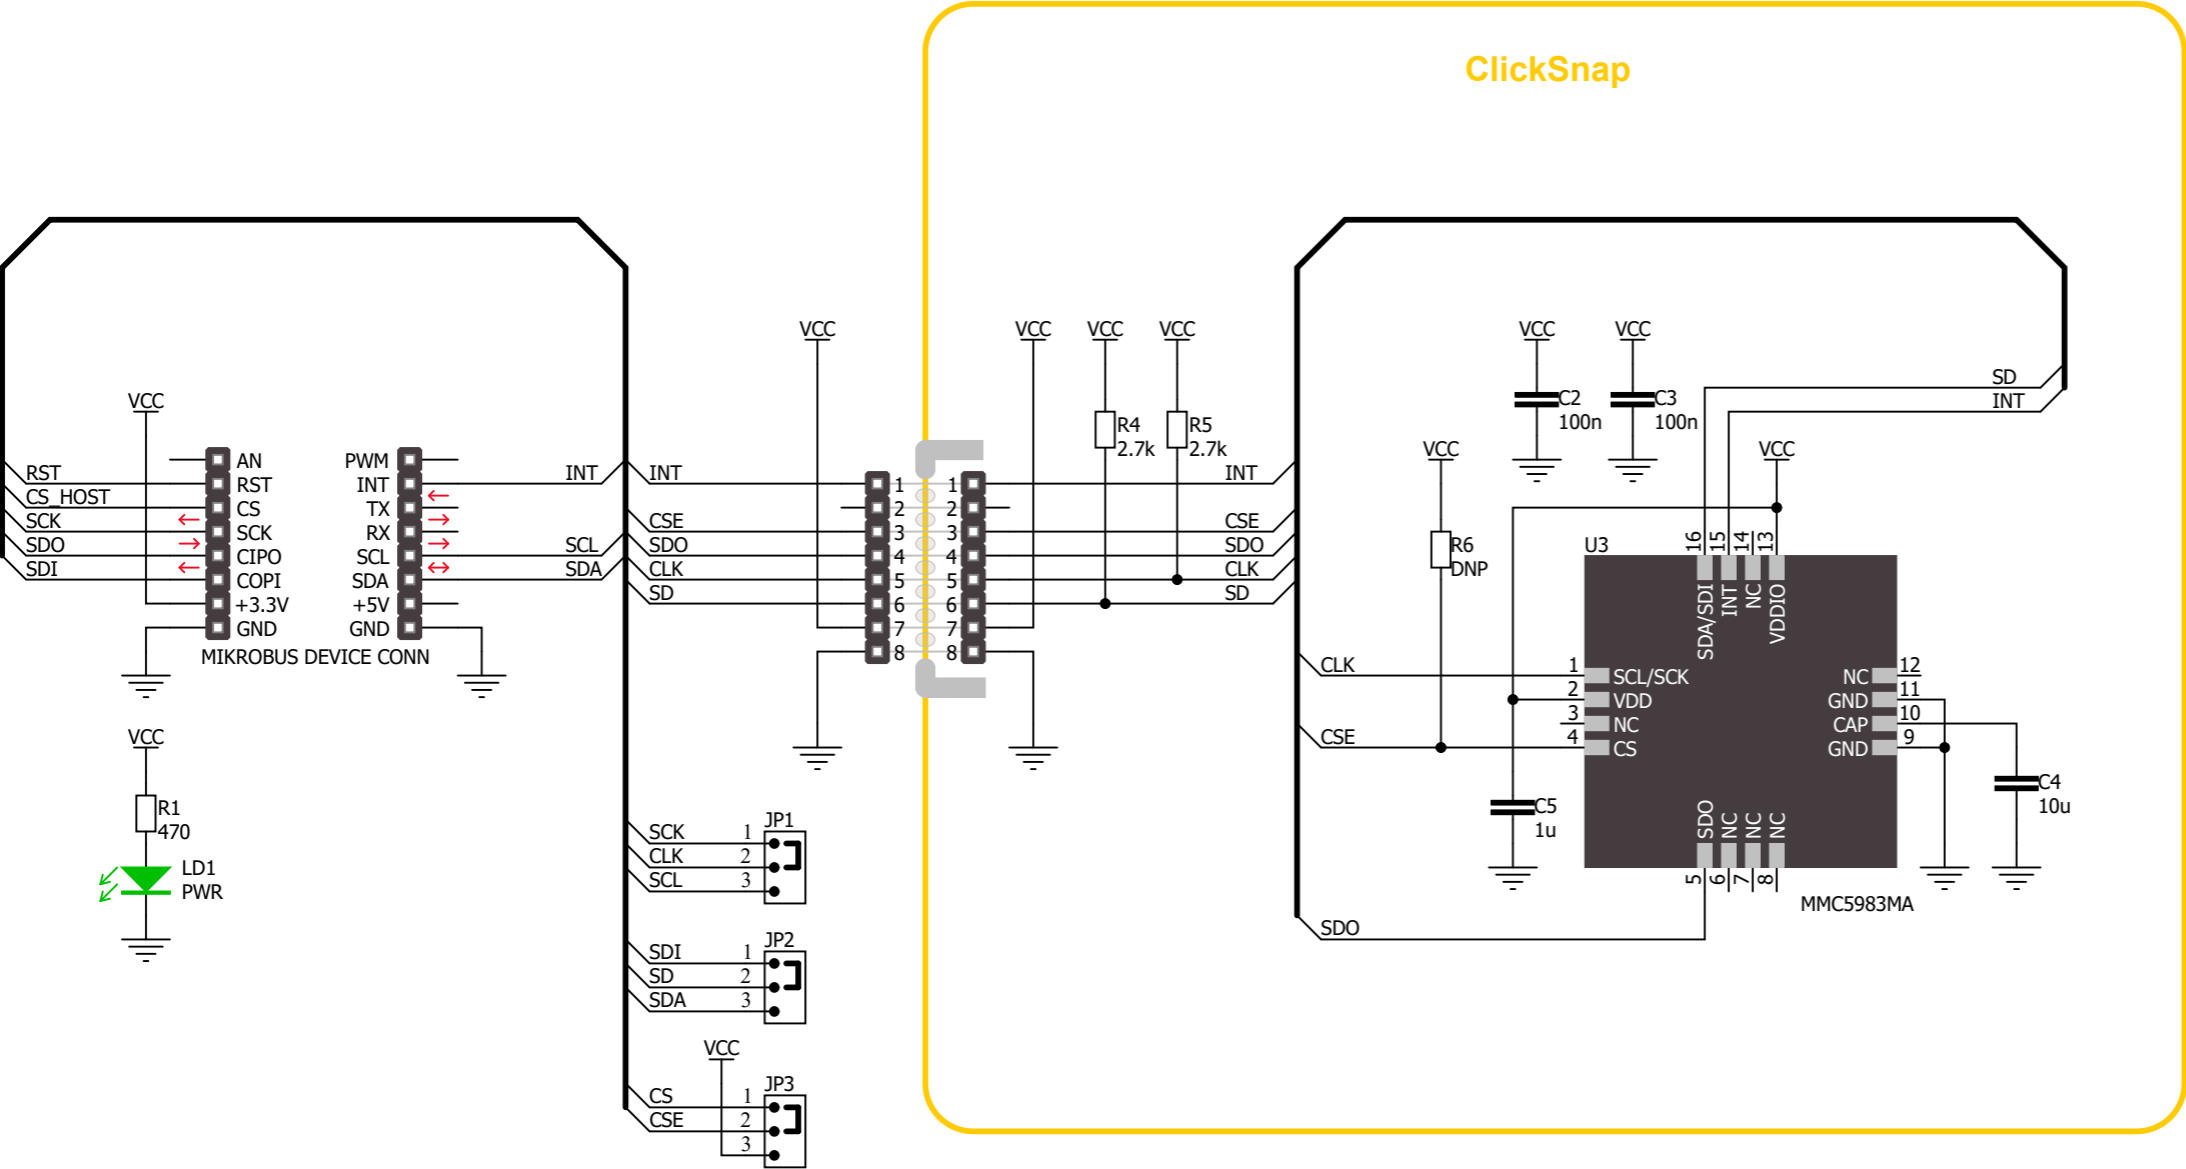 ClickSnap
VCC
RST
CS_HOST
SCK
SDO
SDI
AN
RST
CS
SCK
CIPO
COPI
+3.3V
GND
PWM
INT
TX
RX
SCL
SDA
+5V
GND
MIKROBUS DEVICE CONN
INT
SCL
SDA
VCC
R1
470
LD1
PWR
INT
CSE
SDO
CLK
SD
VCC
1 1
2 2
3 3
4 4
5 5
6 6
7 7
8 8
VCC
VCC
VCC
R4
2.7k
R5
2.7k
INT
CSE
SDO
CLK
SD
JP1
SCK 1
CLK 2
SCL 3
JP2
SDI 1
SD 2
SDA 3
VCC
JP3
CS 1
CSE 2
3
VCC
C2
100n
VCC
C3
100n
SD
INT
VCC
R6
DNP
VCC
U3
16 15 14 13
SDA/SDI
INT
NC
VDDIO
CLK 1 SCL/SCK
2 VDD
3 NC
CSE 4 CS
NC 12
GND 11
CAP 10
GND 9
C5
1u
C4
10u
SDO
NC
NC
NC
5 6 7 8
MMC5983MA
SDO